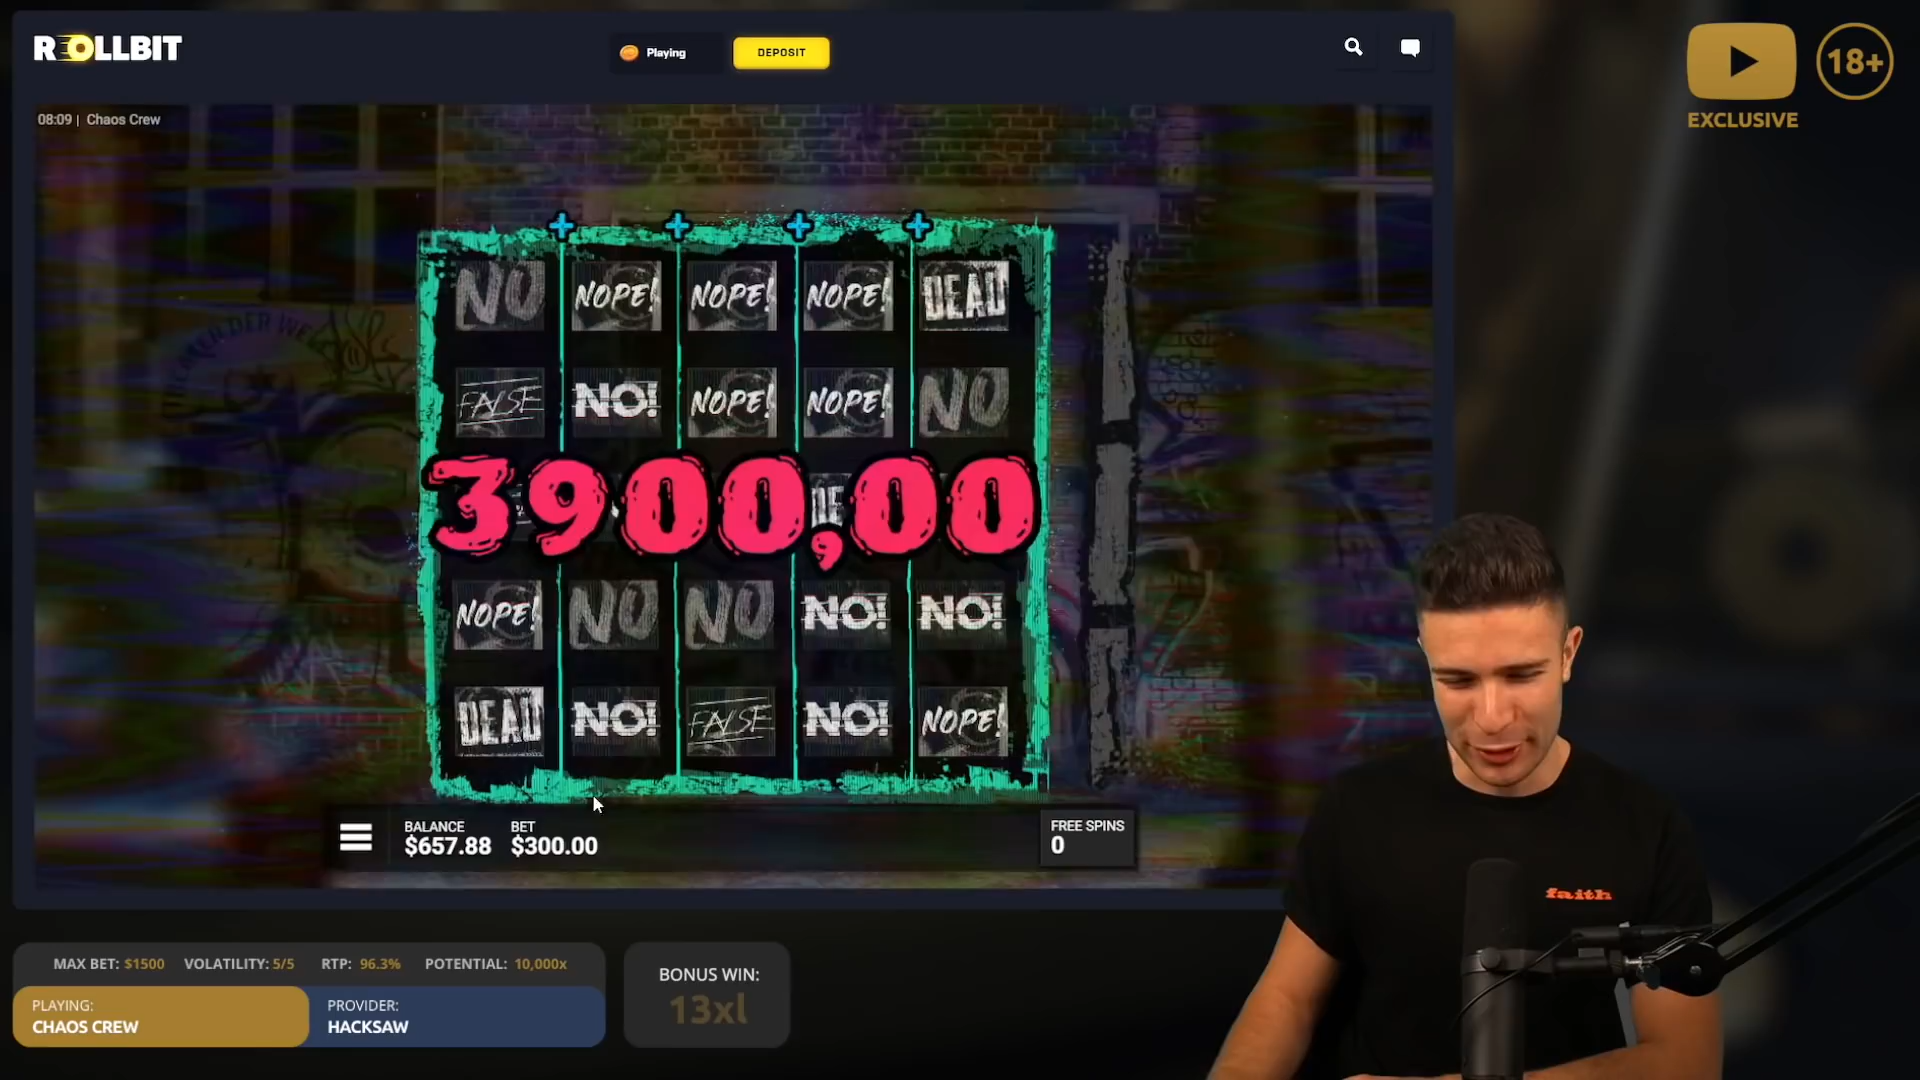 ROLLBIT
Playing
DEPOSIT
18+
EXCLUSIVE
08:09 | Chaos Crew
NO NOPE! NOPE! NOPE! DEAD
FALSE NO! NOPE! NOPE! NO
3900,00
NOPE! NO NO NO! NO!
DEAD NO! FALSE NO! NOPE!
BALANCE
$657.88
BET
$300.00
FREE SPINS
0
faith
MAX BET: $1500 VOLATILITY: 5/5 RTP: 96.3% POTENTIAL: 10,000x
PLAYING:
CHAOS CREW
PROVIDER:
HACKSAW
BONUS WIN:
13xl